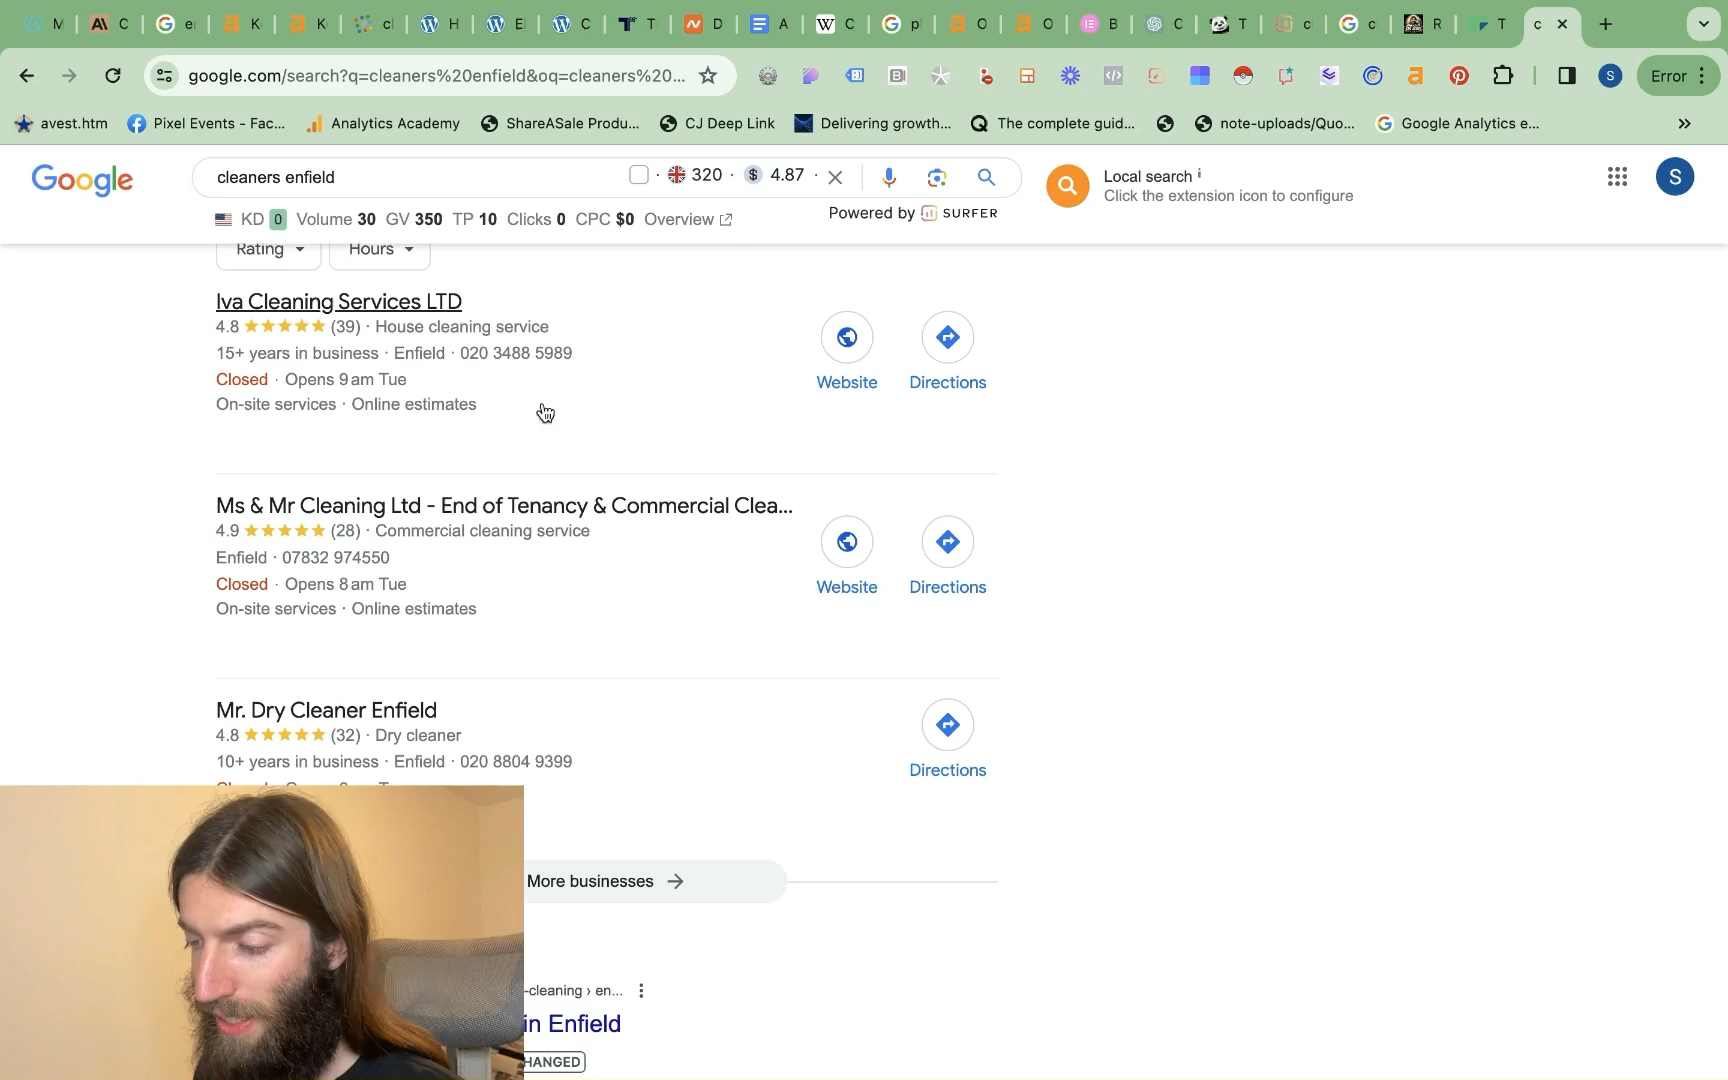 M
C
e
K
K
c
H
E
C
T
D
A
C
p
O
O
B
C
T
c
c
R
T
c
google.com/search?q=cleaners%20enfield&oq=cleaners%20...
S
Error
avest.htm
Pixel Events - Fac...
Analytics Academy
ShareASale Produ...
CJ Deep Link
Delivering growth...
The complete guid...
note-uploads/Quo...
Google Analytics e...
Google
cleaners enfield
· 320 · $ 4.87 ·
Local search i
Click the extension icon to configure
S
KD 0 Volume 30 GV 350 TP 10 Clicks 0 CPC $0 Overview
Powered by SURFER
Rating
Hours
Iva Cleaning Services LTD
4.8 (39) · House cleaning service
15+ years in business · Enfield · 020 3488 5989
Closed · Opens 9 am Tue
On-site services · Online estimates
Website
Directions
Ms & Mr Cleaning Ltd - End of Tenancy & Commercial Clea...
4.9 (28) · Commercial cleaning service
Enfield · 07832 974550
Closed · Opens 8 am Tue
On-site services · Online estimates
Website
Directions
Mr. Dry Cleaner Enfield
4.8 (32) · Dry cleaner
10+ years in business · Enfield · 020 8804 9399
Directions
More businesses
-cleaning › en...
in Enfield
HANGED